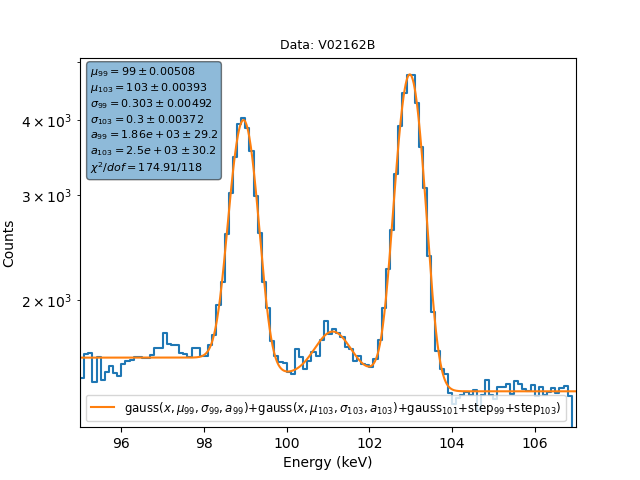 Data: V02162B
μ₉₉ = 99 ± 0.00508
μ₁₀₃ = 103 ± 0.00393
σ₉₉ = 0.303 ± 0.00492
σ₁₀₃ = 0.3 ± 0.00372
a₉₉ = 1.86e + 03 ± 29.2
a₁₀₃ = 2.5e + 03 ± 30.2
χ²/dof = 174.91/118
Counts
4 × 10³
3 × 10³
2 × 10³
gauss(x, μ₉₉, σ₉₉, a₉₉)+gauss(x, μ₁₀₃, σ₁₀₃, a₁₀₃)+gauss₁₀₁+step₉₉+step₁₀₃)
96 98 100 102 104 106
Energy (keV)